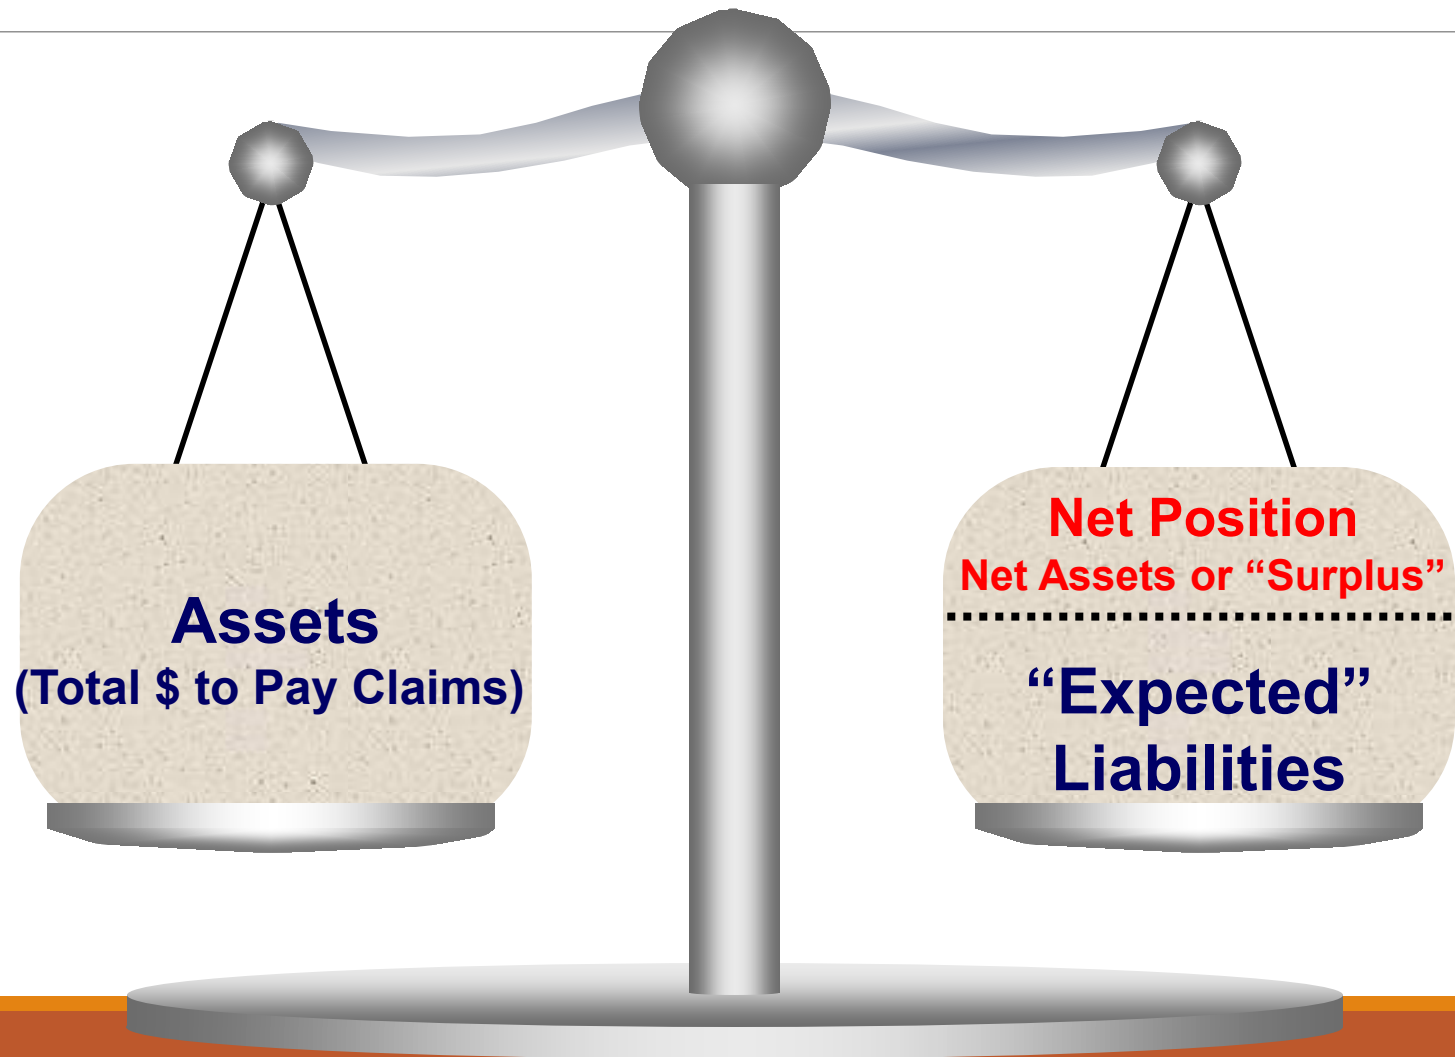 Assets
(Total $ to Pay Claims)
Net Position
Net Assets or “Surplus”
“Expected”
Liabilities